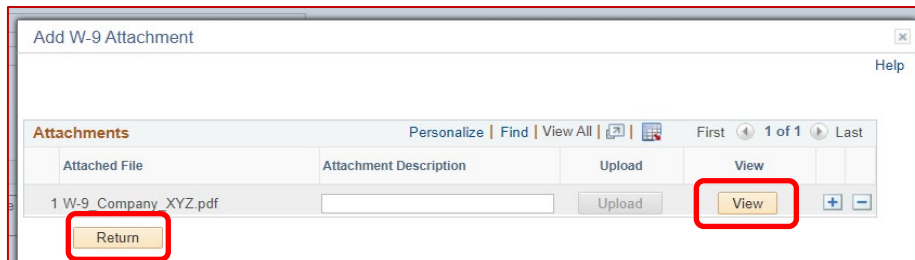 Add W-9 Attachment
Help
Attachments Personalize | Find | View All | | First 1 of 1 Last
Attached File Attachment Description Upload View
1 W-9_Company_XYZ.pdf Upload View
Return